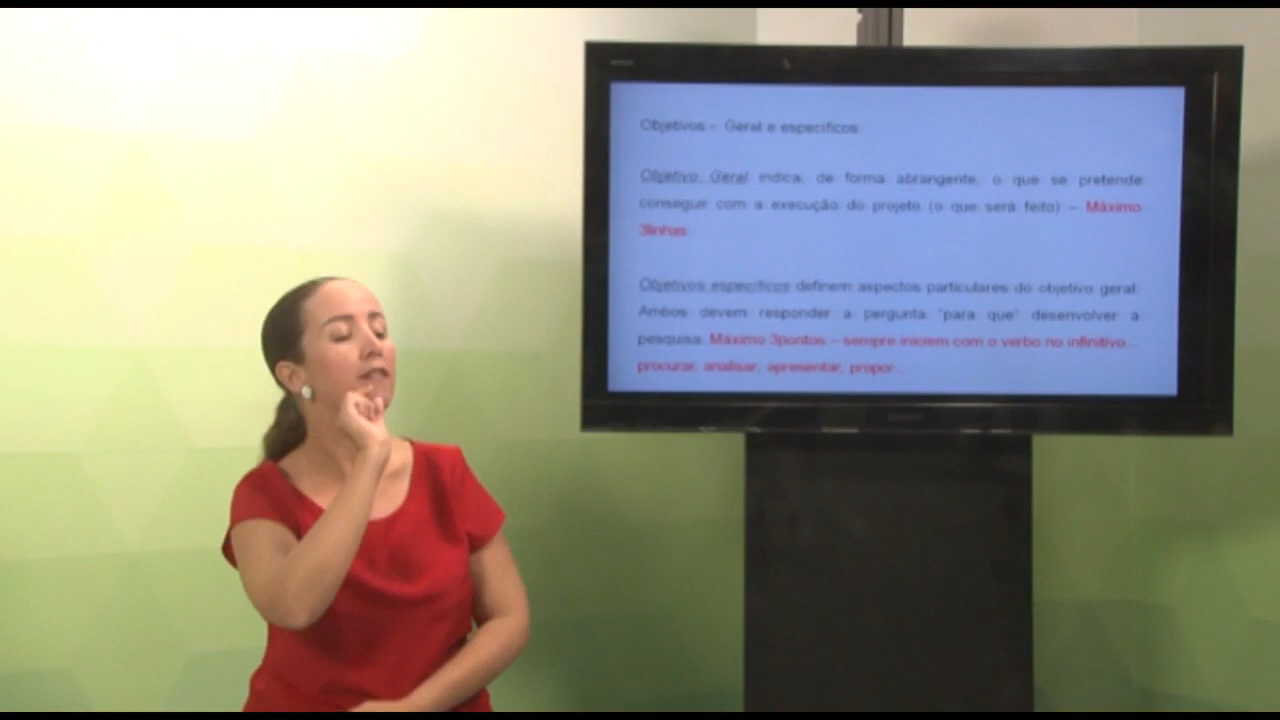 Objetivos - Geral e específicos
Objetivo Geral indica, de forma abrangente, o que se pretende
conseguir com a execução do projeto (o que será feito) – Máximo
3linhas
Objetivos específicos definem aspectos particulares do objetivo geral.
Ambos devem responder a pergunta "para que" desenvolver a
pesquisa. Máximo 3pontos – sempre iniciem com o verbo no infinitivo...
procurar, analisar, apresentar, propor.